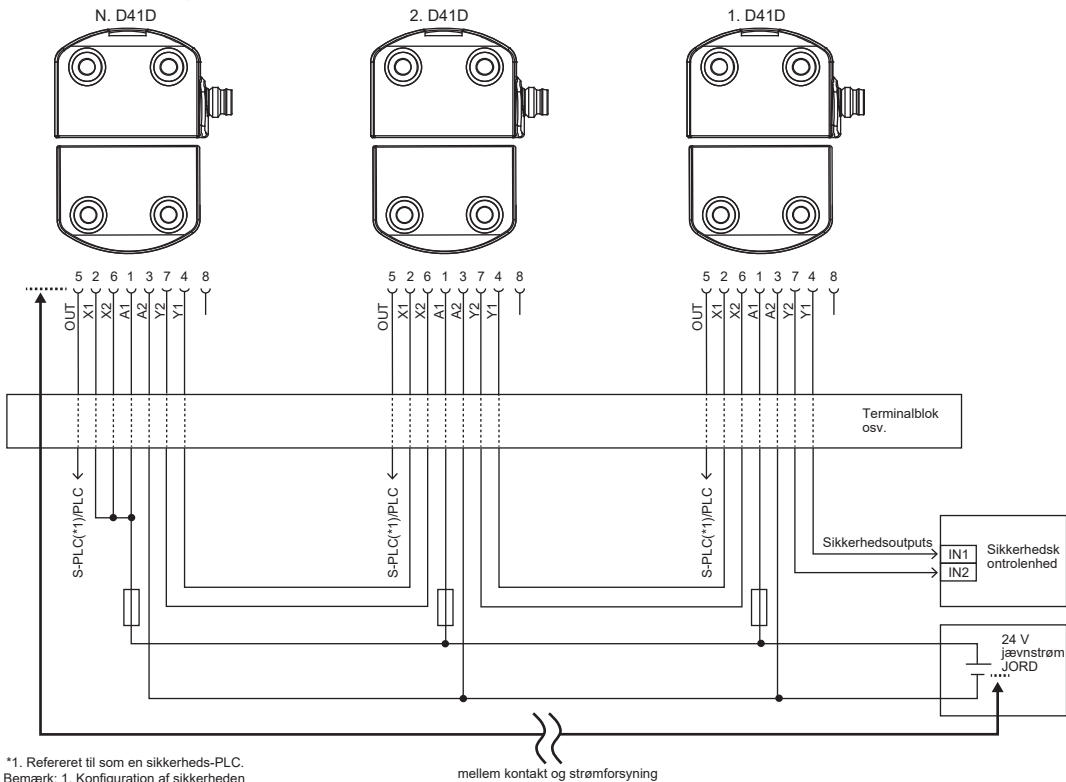 N. D41D
2. D41D
1. D41D
5 2 6 1 3 7 4 8
5 2 6 1 3 7 4 8
5 2 6 1 3 7 4 8
OUT X1 X2 A1 A2 Y2 Y1
OUT X1 X2 A1 A2 Y2 Y1
OUT X1 X2 A1 A2 Y2 Y1
Terminalblok
osv.
S-PLC(*1)/PLC
S-PLC(*1)/PLC
S-PLC(*1)/PLC
Sikkerhedsoutputs
IN1
IN2
Sikkerhedsk
ontrolenhed
24 V
jævnstrøm
JORD
*1. Refereret til som en sikkerheds-PLC.
Bemærk: 1. Konfiguration af sikkerheden
mellem kontakt og strømforsyning